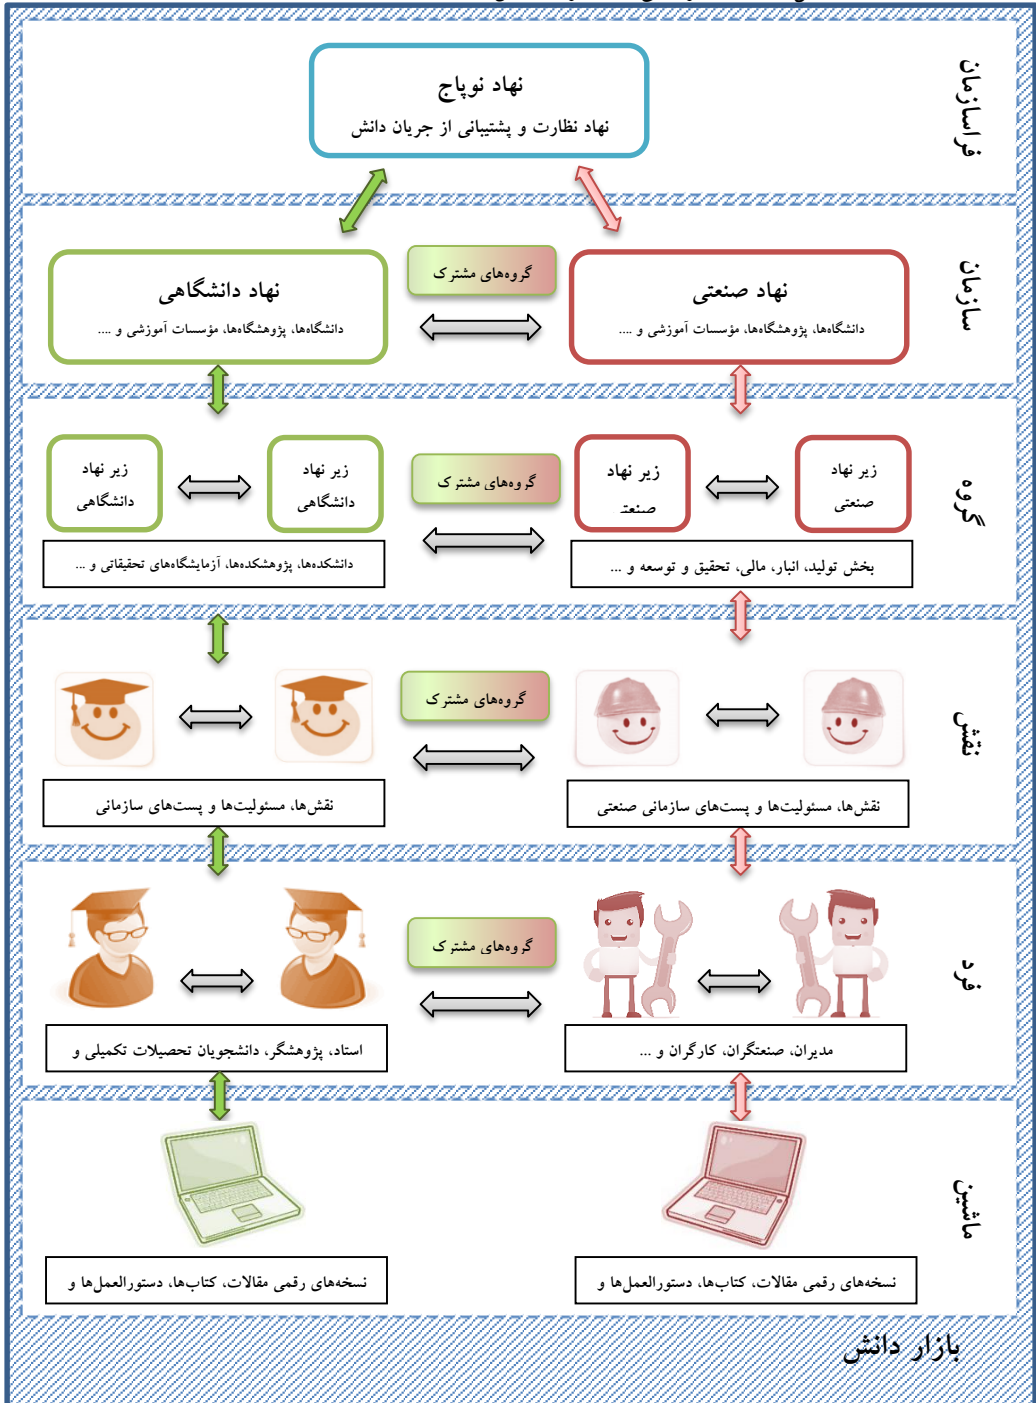 فراسازمان
نهاد نوپاج
نهاد نظارت و پشتیبانی از جریان دانش
سازمان
نهاد صنعتی
دانشگاه‌ها، پژوهشگاه‌ها، مؤسسات آموزشی و ....
گروه‌های مشترک
نهاد دانشگاهی
دانشگاه‌ها، پژوهشگاه‌ها، مؤسسات آموزشی و ....
گروه
زیر نهاد
صنعتی
زیر نهاد
صنعتی
گروه‌های مشترک
زیر نهاد
دانشگاهی
زیر نهاد
دانشگاهی
بخش تولید، انبار، مالی، تحقیق و توسعه و ...
دانشکده‌ها، پژوهشکده‌ها، آزمایشگاه‌های تحقیقاتی و ...
نقش
گروه‌های مشترک
نقش‌ها، مسئولیت‌ها و پست‌های سازمانی صنعتی
نقش‌ها، مسئولیت‌ها و پست‌های سازمانی
فرد
گروه‌های مشترک
مدیران، صنعتگران، کارگران و ...
استاد، پژوهشگر، دانشجویان تحصیلات تکمیلی و
ماشین
نسخه‌های رقمی مقالات، کتاب‌ها، دستورالعمل‌ها و
نسخه‌های رقمی مقالات، کتاب‌ها، دستورالعمل‌ها و
بازار دانش